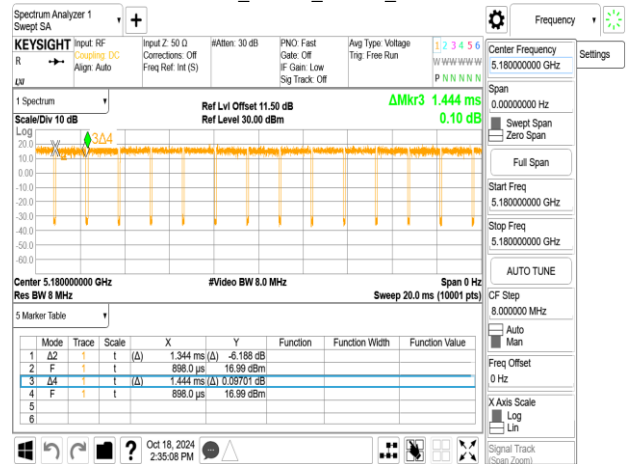 Spectrum Analyzer 1
Swept SA
Frequency
KEYSIGHT
R
Input: RF
Coupling: DC
Align: Auto
Input Z: 50 Ω
Corrections: Off
Freq Ref: Int (S)
#Atten: 30 dB
PNO: Fast
Gate: Off
IF Gain: Low
Sig Track: Off
Avg Type: Voltage
Trig: Free Run
1 2 3 4 5 6
W W W W W W
P N N N N N
1 Spectrum
Scale/Div 10 dB
Ref Lvl Offset 11.50 dB
Ref Level 30.00 dBm
ΔMkr3 1.444 ms
0.10 dB
Log
20.0
10.0
0.00
-10.0
-20.0
-30.0
-40.0
-50.0
-60.0
3Δ4
Center 5.180000000 GHz
Res BW 8 MHz
#Video BW 8.0 MHz
Span 0 Hz
Sweep 20.0 ms (10001 pts)
5 Marker Table
Mode Trace Scale X Y Function Function Width Function Value
1 Δ2 1 t (Δ) 1.344 ms (Δ) -6.188 dB
2 F 1 t 898.0 µs 16.99 dBm
3 Δ4 1 t (Δ) 1.444 ms (Δ) 0.09701 dB
4 F 1 t 898.0 µs 16.99 dBm
5
6
Oct 18, 2024
2:35:08 PM
Center Frequency
5.180000000 GHz
Settings
Span
0.00000000 Hz
Swept Span
Zero Span
Full Span
Start Freq
5.180000000 GHz
Stop Freq
5.180000000 GHz
AUTO TUNE
CF Step
8.000000 MHz
Auto
Man
Freq Offset
0 Hz
X Axis Scale
Log
Lin
Signal Track
(Span Zoom)